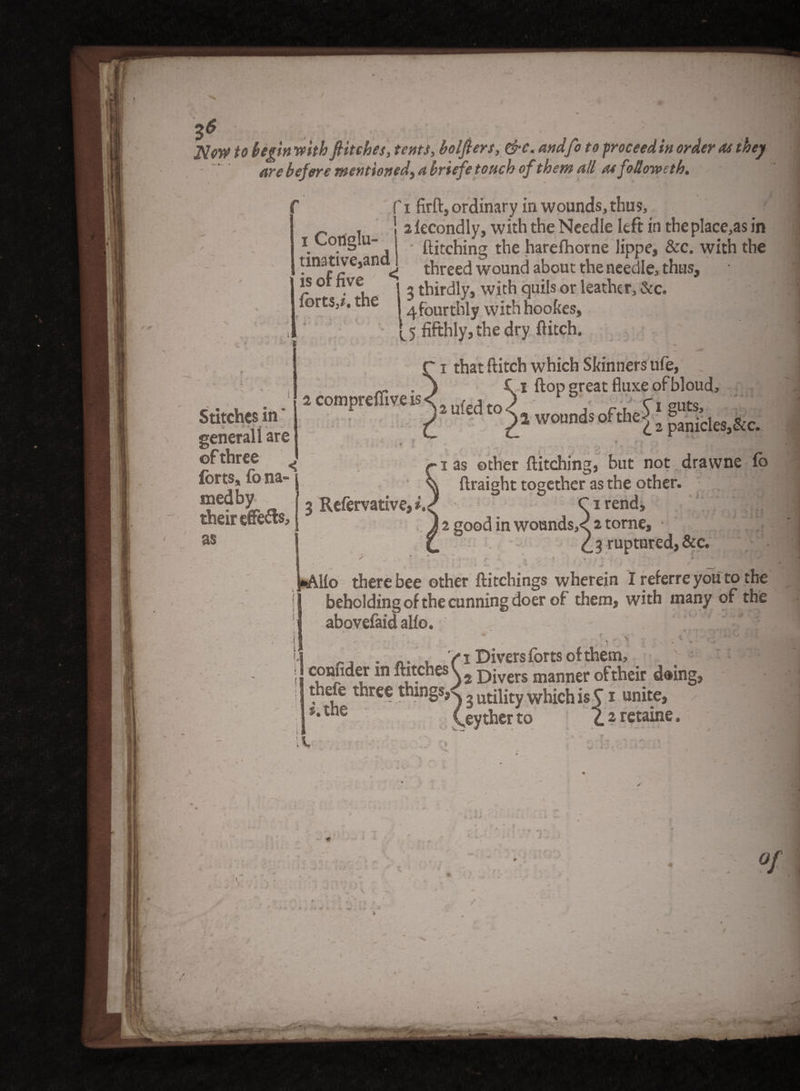 36
Now to begin with ſtitches, tents, bolſters, &c. and ſo to proceed in order as they
are before mentioned, a briefe touch of them all as followeth.
Stitches in
generall are
of three
ſorts, ſo na-
med by
their effects,
as
1 Conglu-
tinative,and
is of five
ſorts,i. the
1 firſt, ordinary in wounds,thus,
2 ſecondly, with the Needle left in the place,as in
ſtitching the hareſhorne lippe, &c. with the
threed wound about the needle, thus,
3 thirdly, with quils or leather, &c.
4 fourthly with hookes,
5 fifthly, the dry ſtitch.
2 compreſſive is
1 that ſtitch which Skinners uſe,
2 uſed to
1 ſtop great fluxe of bloud,
2 wounds of the
1 guts,
2 panicles,&c.
3 Reſervative,i.
1 as other ſtitching, but not drawne ſo
ſtraight together as the other.
2 good in wounds,
1 rend,
2 torne,
3 ruptured, &c.
Alſo there bee other ſtitchings wherein I referre you to the
beholding of the cunning doer of them, with many of the
aboveſaid alſo.
conſider in ſtitches
theſe three things,
i. the
1 Divers ſorts of them,
2 Divers manner of their doing,
3 utility which is
eyther to
1 unite,
2 retaine.
of